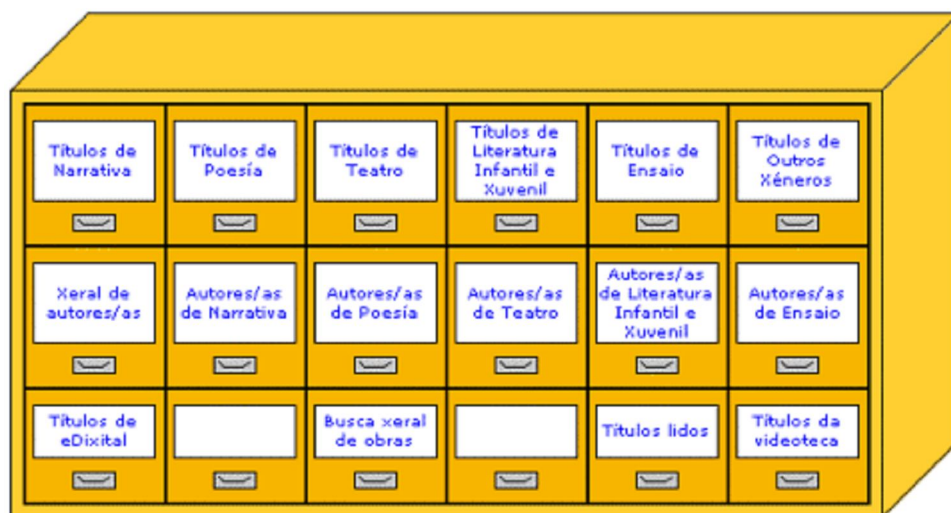 Títulos de
Narrativa
Títulos de
Poesía
Títulos de
Teatro
Títulos de
Literatura
Infantil e
Xuvenil
Títulos de
Ensaio
Títulos de
Outros
Xéneros
Xeral de
autores/as
Autores/as
de Narrativa
Autores/as
de Poesía
Autores/as
de Teatro
Autores/as
de Literatura
Infantil e
Xuvenil
Autores/as
de Ensaio
Títulos de
eDixital
Busca xeral
de obras
Títulos lidos
Títulos da
videoteca